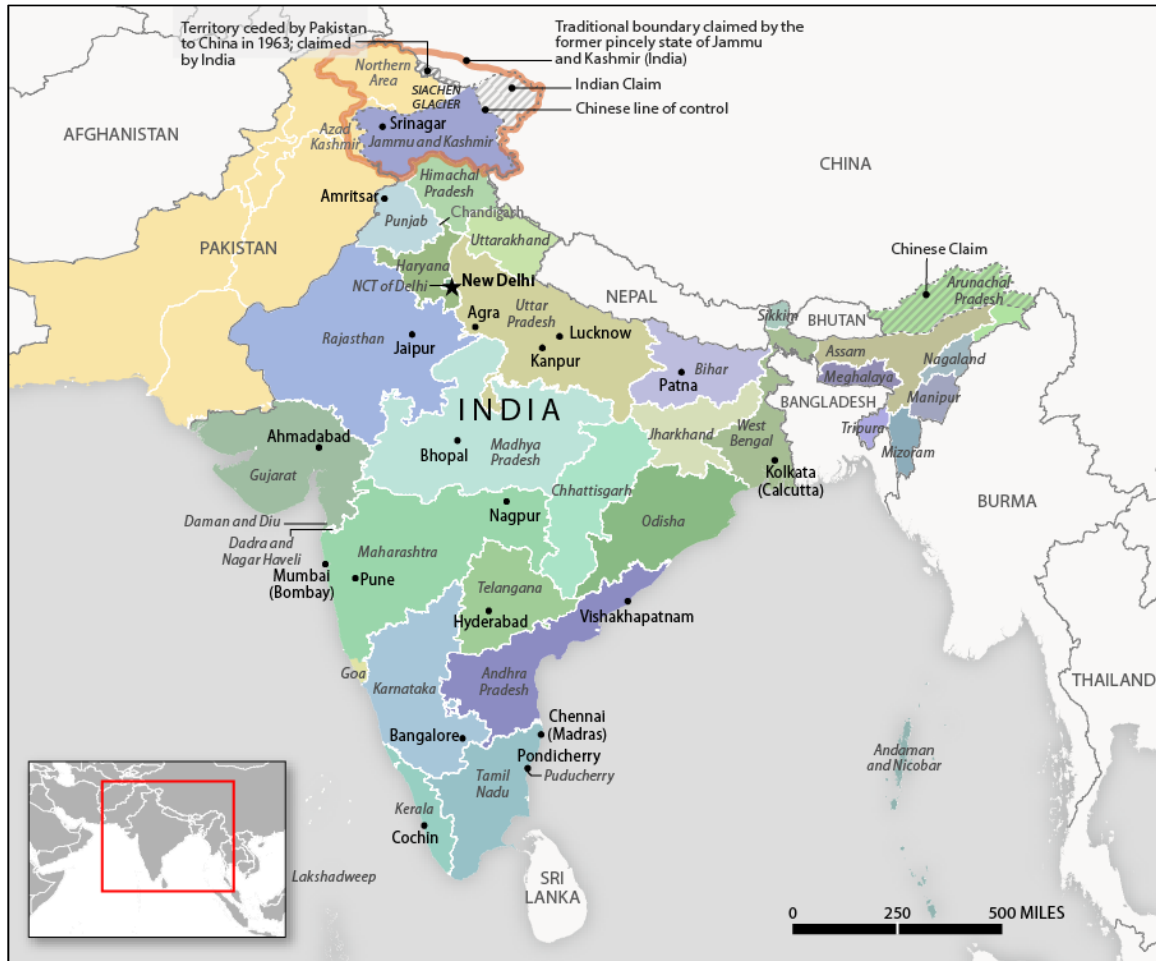 Territory ceded by Pakistan
to China in 1963; claimed
by India
Traditional boundary claimed by the
former pincely state of Jammu
and Kashmir (India)
Northern
Area
SIACHEN
GLACIER
Indian Claim
Chinese line of control
AFGHANISTAN
Azad
Kashmir
Srinagar
Jammu and Kashmir
CHINA
Himachal
Pradesh
Amritsar
Punjab
Chandigarh
Uttarakhand
PAKISTAN
Haryana
NCT of Delhi
New Delhi
Chinese Claim
Arunachal
Pradesh
NEPAL
Sikkim
BHUTAN
Agra
Uttar
Pradesh
Lucknow
Rajasthan
Jaipur
Kanpur
Assam
Nagaland
Patna
Bihar
Meghalaya
BANGLADESH
Manipur
INDIA
Ahmadabad
Bhopal
Madhya
Pradesh
Jharkhand
West
Bengal
Tripura
Mizoram
Gujarat
Kolkata
(Calcutta)
Chhattisgarh
BURMA
Nagpur
Odisha
Daman and Diu
Dadra and
Nagar Haveli
Maharashtra
Mumbai
(Bombay)
Pune
Telangana
Hyderabad
Vishakhapatnam
Goa
Karnataka
Andhra
Pradesh
THAILAND
Chennai
(Madras)
Bangalore
Pondicherry
Puducherry
Andaman
and Nicobar
Tamil
Nadu
Kerala
Cochin
Lakshadweep
SRI
LANKA
0 250 500 MILES